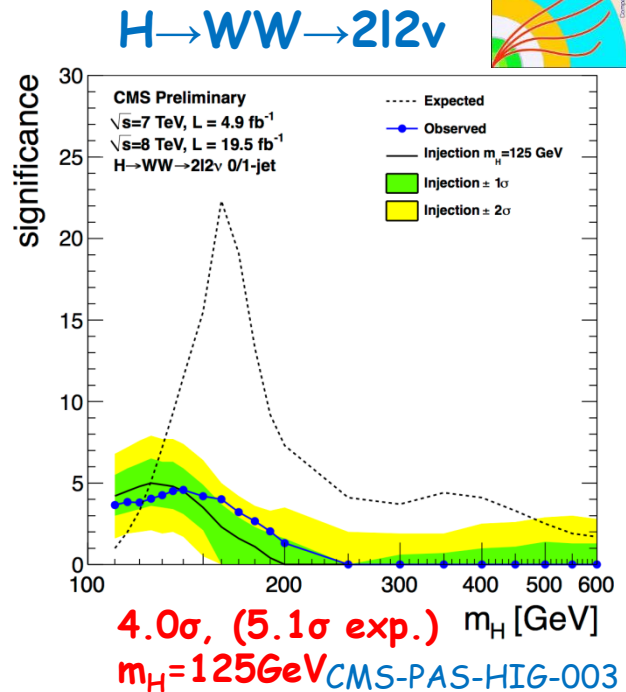 H→WW→2l2v
significance
30
25
20
15
10
5
0
CMS Preliminary
√s=7 TeV, L = 4.9 fb⁻¹
√s=8 TeV, L = 19.5 fb⁻¹
H→WW→2l2ν 0/1-jet
Expected
Observed
Injection m_H=125 GeV
Injection ± 1σ
Injection ± 2σ
100 200 300 400 500 600
m_H [GeV]
4.0σ, (5.1σ exp.)
m_H=125GeV
CMS-PAS-HIG-003